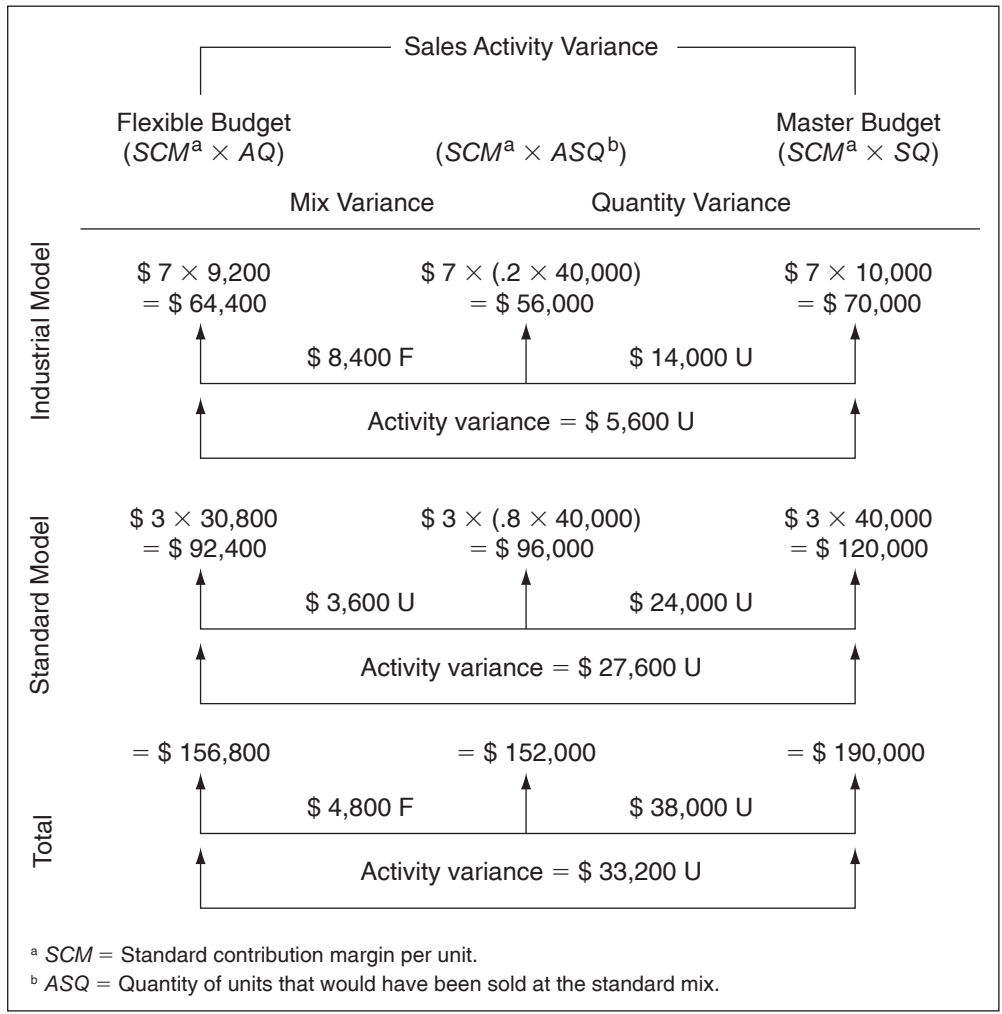 Sales Activity Variance
Flexible Budget
(SCMᵃ × AQ)
(SCMᵃ × ASQᵇ)
Master Budget
(SCMᵃ × SQ)
Mix Variance
Quantity Variance
Industrial Model
$ 7 × 9,200
= $ 64,400
$ 7 × (.2 × 40,000)
= $ 56,000
$ 7 × 10,000
= $ 70,000
$ 8,400 F
$ 14,000 U
Activity variance = $ 5,600 U
Standard Model
$ 3 × 30,800
= $ 92,400
$ 3 × (.8 × 40,000)
= $ 96,000
$ 3 × 40,000
= $ 120,000
$ 3,600 U
$ 24,000 U
Activity variance = $ 27,600 U
Total
= $ 156,800
= $ 152,000
= $ 190,000
$ 4,800 F
$ 38,000 U
Activity variance = $ 33,200 U
ᵃ SCM = Standard contribution margin per unit.
ᵇ ASQ = Quantity of units that would have been sold at the standard mix.